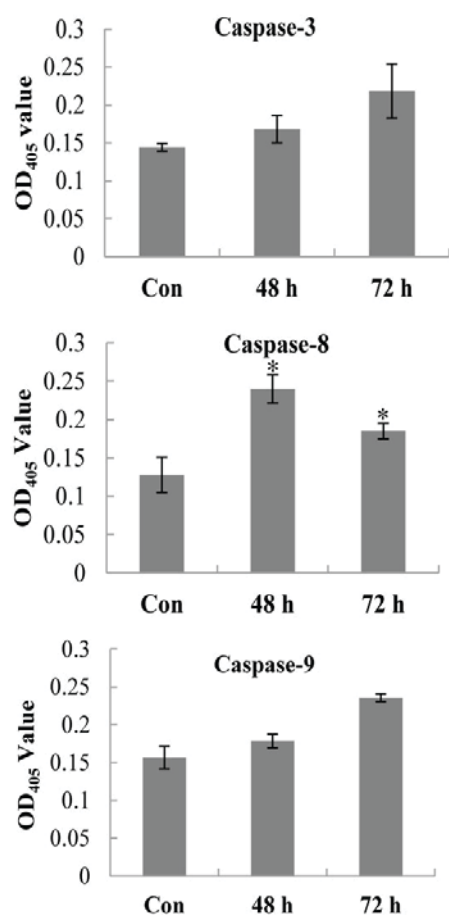 Caspase-3
OD405 value
0.3
0.25
0.2
0.15
0.1
0.05
0
Con 48 h 72 h
Caspase-8
OD405 Value
0.3
0.25
0.2
0.15
0.1
0.05
0
* *
Con 48 h 72 h
Caspase-9
OD405 Value
0.3
0.25
0.2
0.15
0.1
0.05
0
Con 48 h 72 h